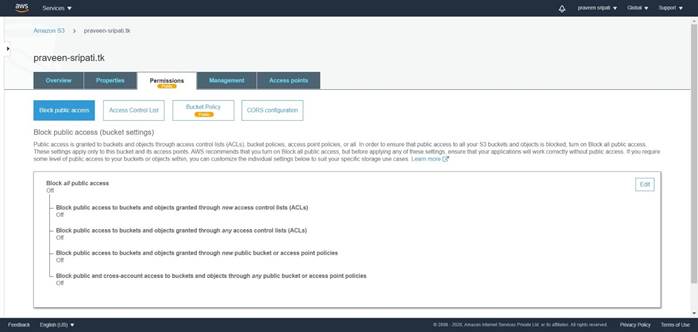 aws
Services
praveen sripati
Global
Support
Amazon S3 > praveen-sripati.tk
praveen-sripati.tk
Overview
Properties
Permissions
Public
Management
Access points
Block public access
Access Control List
Bucket Policy
Public
CORS configuration
Block public access (bucket settings)
Public access is granted to buckets and objects through access control lists (ACLs), bucket policies, access point policies, or all. In order to ensure that public access to all your S3 buckets and objects is blocked, turn on Block all public access.
These settings apply only to this bucket and its access points. AWS recommends that you turn on Block all public access, but before applying any of these settings, ensure that your applications will work correctly without public access. If you require
some level of public access to your buckets or objects within, you can customize the individual settings below to suit your specific storage use cases. Learn more
Block all public access
Off
Edit
Block public access to buckets and objects granted through new access control lists (ACLs)
Off
Block public access to buckets and objects granted through any access control lists (ACLs)
Off
Block public access to buckets and objects granted through new public bucket or access point policies
Off
Block public and cross-account access to buckets and objects through any public bucket or access point policies
Off
Feedback
English (US)
© 2008 - 2020, Amazon Internet Services Private Ltd. or its affiliates. All rights reserved.
Privacy Policy
Terms of Use